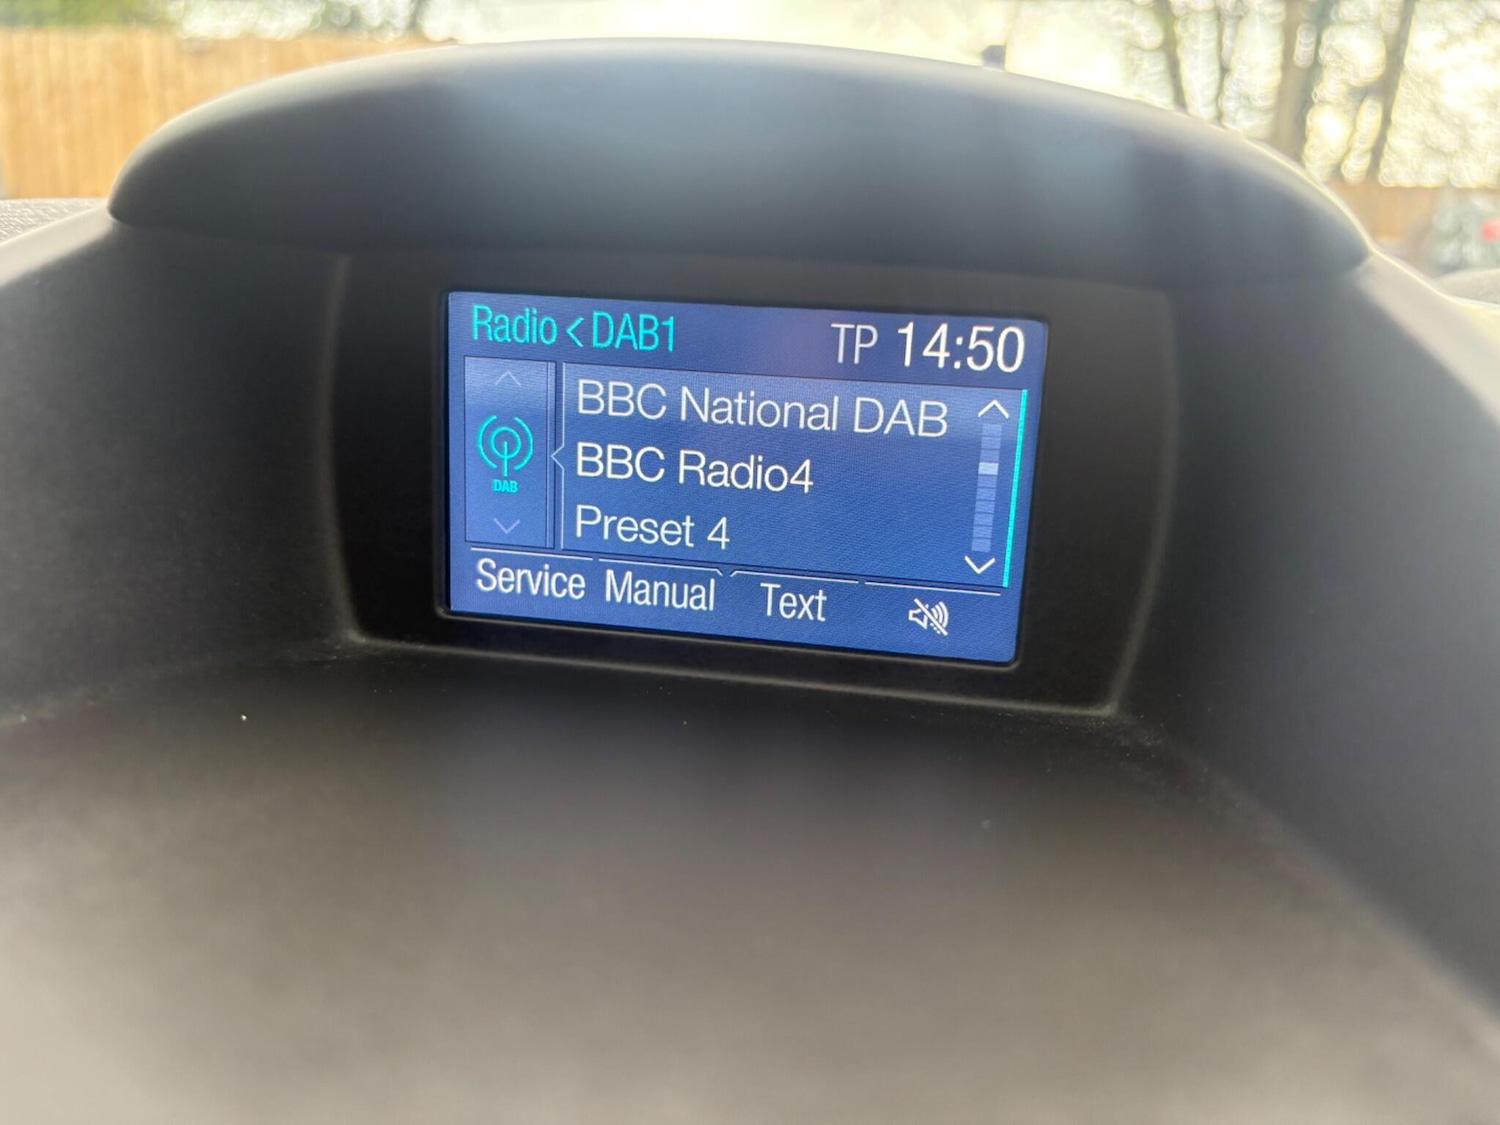 Radio < DAB1 TP 14:50
BBC National DAB
DAB
BBC Radio4
Preset 4
Service Manual Text